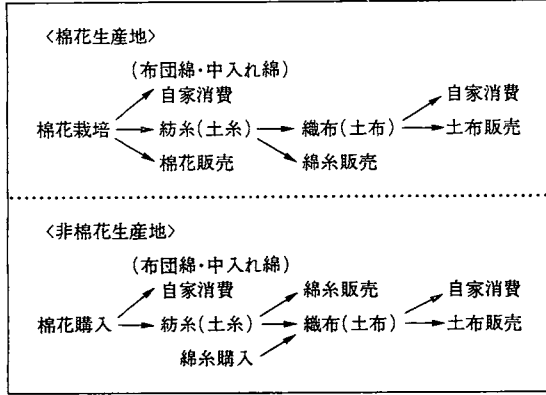 〈棉花生産地〉
(布団綿・中入れ綿)
自家消費 自家消費
棉花栽培 紡糸(土糸) 織布(土布) 土布販売
棉花販売 綿糸販売
〈非棉花生産地〉
(布団綿・中入れ綿)
自家消費 綿糸販売 自家消費
棉花購入 紡糸(土糸) 織布(土布) 土布販売
綿糸購入